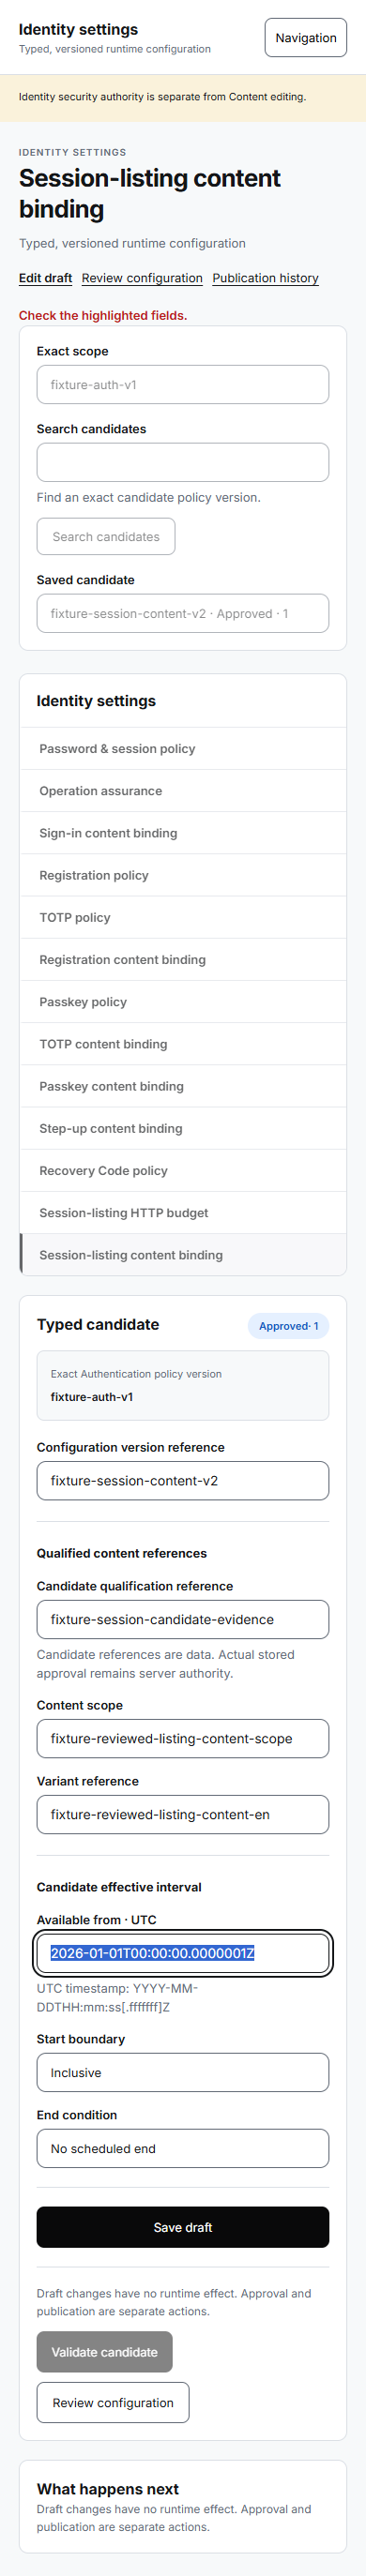 Identity settings
Typed, versioned runtime configuration
Navigation
Identity security authority is separate from Content editing.
IDENTITY SETTINGS
Session-listing content
binding
Typed, versioned runtime configuration
Edit draft Review configuration Publication history
Check the highlighted fields.
Exact scope
fixture-auth-v1
Search candidates
Find an exact candidate policy version.
Search candidates
Saved candidate
fixture-session-content-v2 · Approved · 1
Identity settings
Password & session policy
Operation assurance
Sign-in content binding
Registration policy
TOTP policy
Registration content binding
Passkey policy
TOTP content binding
Passkey content binding
Step-up content binding
Recovery Code policy
Session-listing HTTP budget
Session-listing content binding
Typed candidate
Approved· 1
Exact Authentication policy version
fixture-auth-v1
Configuration version reference
fixture-session-content-v2
Qualified content references
Candidate qualification reference
fixture-session-candidate-evidence
Candidate references are data. Actual stored
approval remains server authority.
Content scope
fixture-reviewed-listing-content-scope
Variant reference
fixture-reviewed-listing-content-en
Candidate effective interval
Available from · UTC
2026-01-01T00:00:00.0000001Z
UTC timestamp: YYYY-MM-
DDTHH:mm:ss[.fffffff]Z
Start boundary
Inclusive
End condition
No scheduled end
Save draft
Draft changes have no runtime effect. Approval and
publication are separate actions.
Validate candidate
Review configuration
What happens next
Draft changes have no runtime effect. Approval and
publication are separate actions.